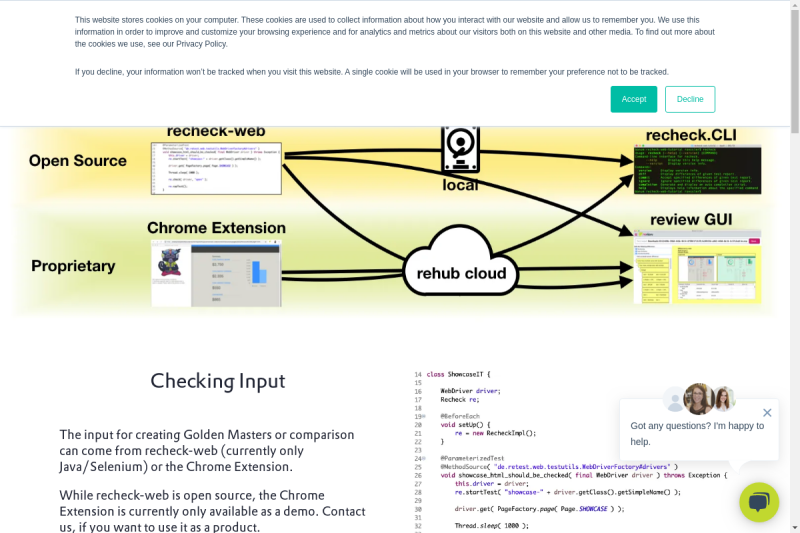 This website stores cookies on your computer. These cookies are used to collect information about how you interact with our website and allow us to remember you. We use this
information in order to improve and customize your browsing experience and for analytics and metrics about our visitors both on this website and other media. To find out more about
the cookies we use, see our Privacy Policy.
If you decline, your information won't be tracked when you visit this website. A single cookie will be used in your browser to remember your preference not to be tracked.
Accept
Decline
recheck-web
recheck.CLI
Open Source
local
Chrome Extension
review GUI
Proprietary
rehub cloud
Checking Input
The input for creating Golden Masters or comparison
can come from recheck-web (currently only
Java/Selenium) or the Chrome Extension.
While recheck-web is open source, the Chrome
Extension is currently only available as a demo. Contact
us, if you want to use it as a product.
14 class ShowcaseIT {
15
16 WebDriver driver;
17 Recheck re;
18
19 @BeforeEach
20 void setUp() {
21 re = new RecheckImpl();
22 }
23
24 @ParameterizedTest
25 @MethodSource( "de.retest.web.testutils.WebDriverFactory#drivers" )
26 void showcase_html_should_be_checked( final WebDriver driver ) throws Exception {
27 this.driver = driver;
28 re.startTest( "showcase-" + driver.getClass().getSimpleName() );
29
30 driver.get( PageFactory.page( Page.SHOWCASE ) );
31
32 Thread.sleep( 1000 );
Got any questions? I'm happy to
help.